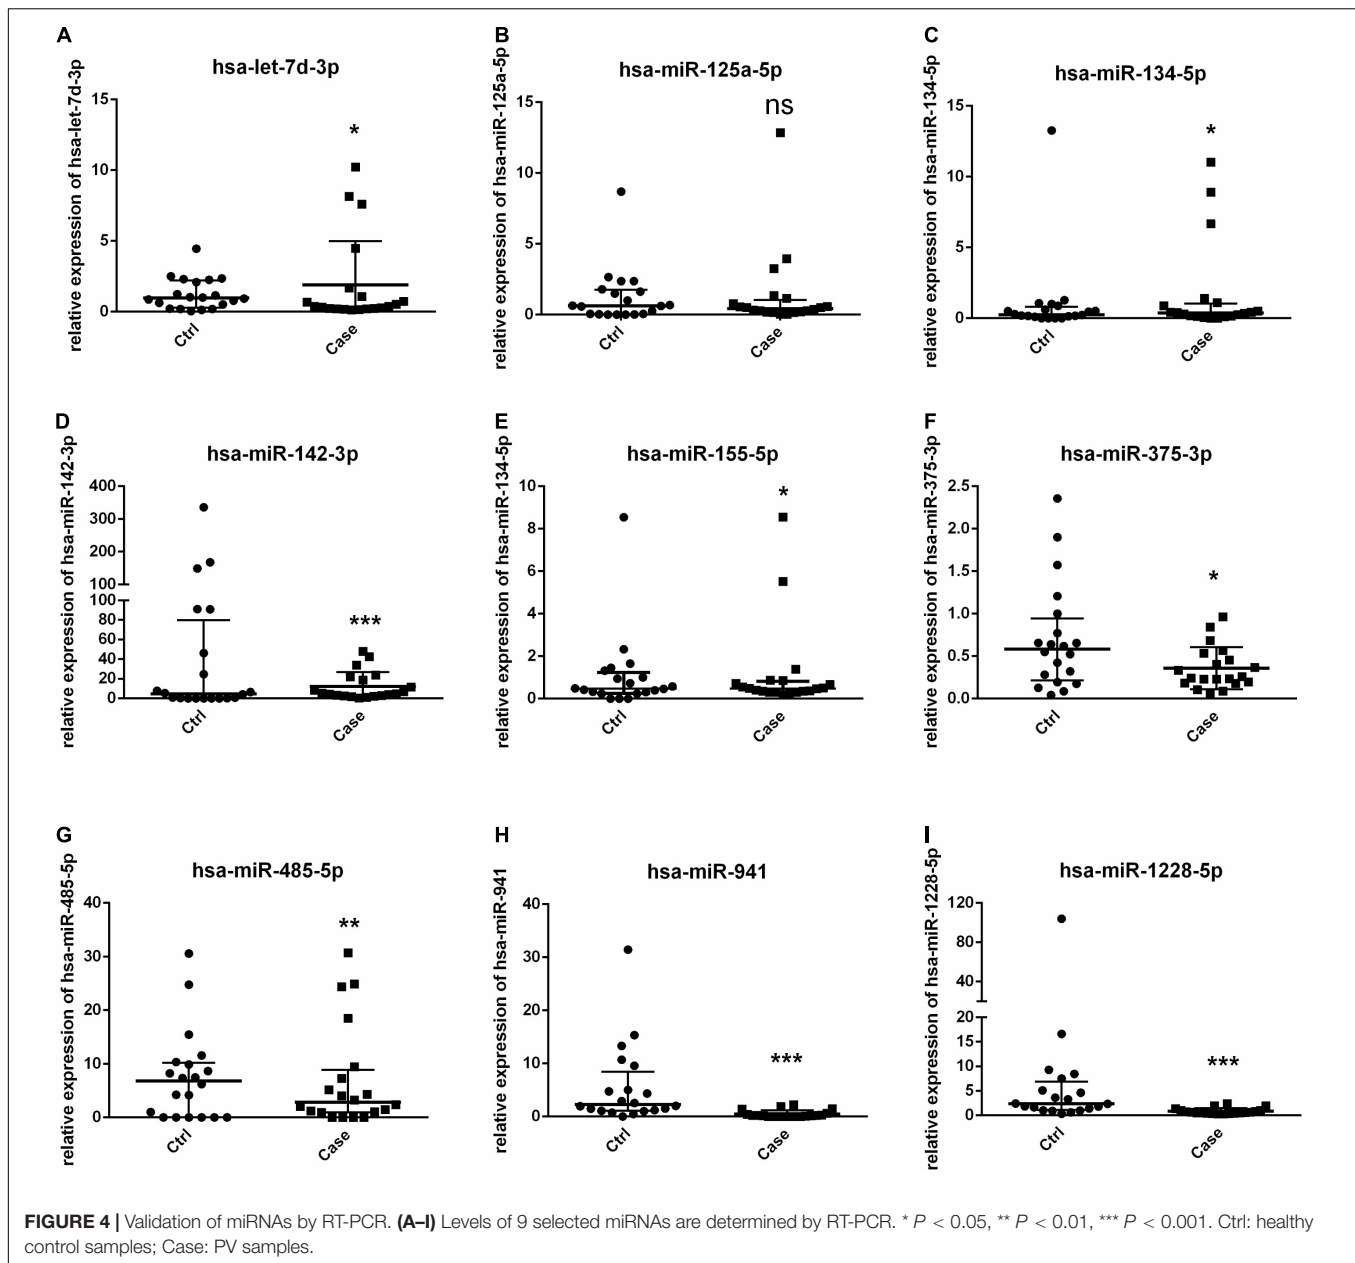 A
hsa-let-7d-3p
relative expression of hsa-let-7d-3p
15
10
5
0
*
Ctrl
Case
B
hsa-miR-125a-5p
relative expression of hsa-miR-125a-5p
15
10
5
0
ns
Ctrl
Case
C
hsa-miR-134-5p
relative expression of hsa-miR-134-5p
15
10
5
0
*
Ctrl
Case
D
hsa-miR-142-3p
relative expression of hsa-miR-142-3p
400
300
200
100
100
80
60
40
20
0
***
Ctrl
Case
E
hsa-miR-155-5p
relative expression of hsa-miR-134-5p
10
8
6
4
2
0
*
Ctrl
Case
F
hsa-miR-375-3p
relative expression of hsa-miR-375-3p
2.5
2.0
1.5
1.0
0.5
0.0
*
Ctrl
Case
G
hsa-miR-485-5p
relative expression of hsa-miR-485-5p
40
30
20
10
0
**
Ctrl
Case
H
hsa-miR-941
relative expression of hsa-miR-941
40
30
20
10
0
***
Ctrl
Case
I
hsa-miR-1228-5p
relative expression of hsa-miR-1228-5p
120
80
40
20
15
10
5
0
***
Ctrl
Case
FIGURE 4 | Validation of miRNAs by RT-PCR. (A–I) Levels of 9 selected miRNAs are determined by RT-PCR. * P < 0.05, ** P < 0.01, *** P < 0.001. Ctrl: healthy
control samples; Case: PV samples.